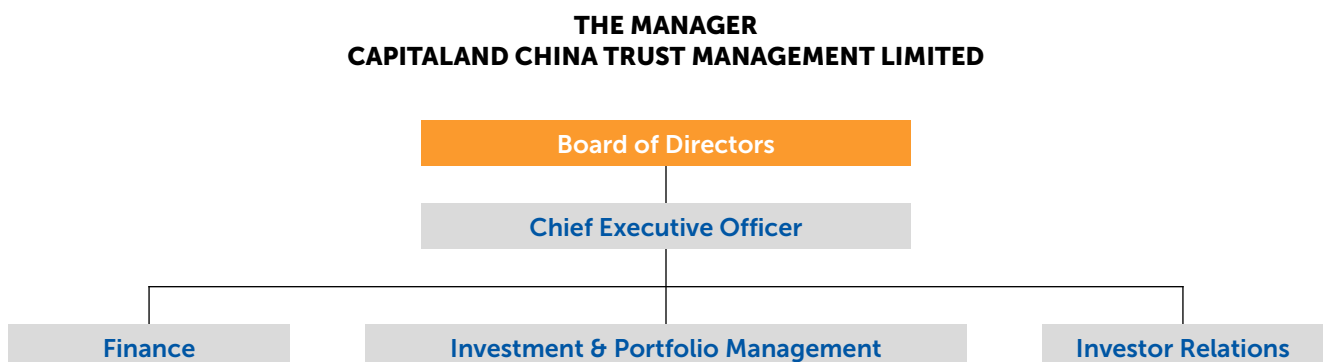 THE MANAGER
CAPITALAND CHINA TRUST MANAGEMENT LIMITED
Board of Directors
Chief Executive Officer
Finance
Investment & Portfolio Management
Investor Relations